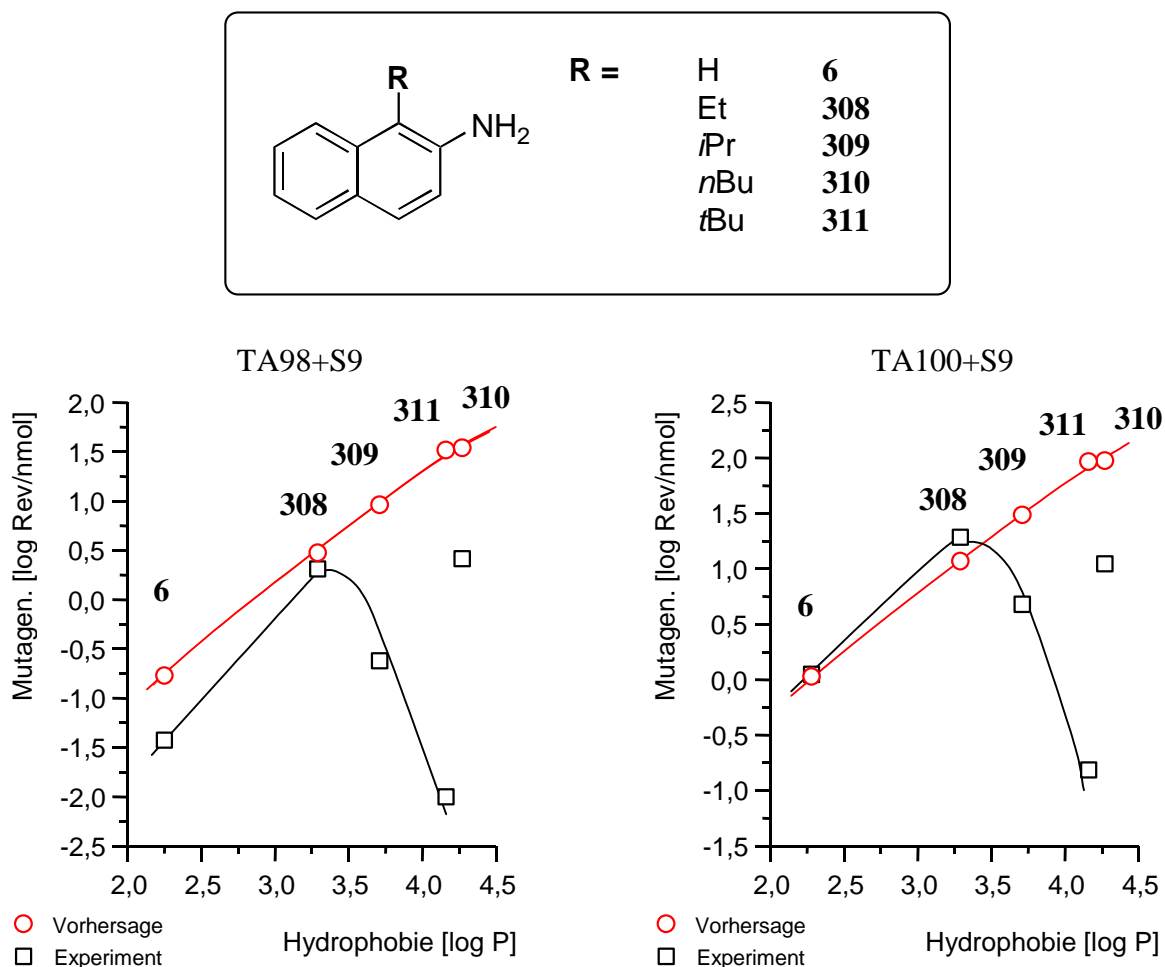 R
NH2
R = H 6
Et 308
iPr 309
nBu 310
tBu 311
TA98+S9
Mutagen. [log Rev/nmol]
2,0
1,5
1,0
0,5
0,0
-0,5
-1,0
-1,5
-2,0
-2,5
6
308
309
311
310
2,0 2,5 3,0 3,5 4,0 4,5
Vorhersage
Experiment
Hydrophobie [log P]
TA100+S9
Mutagen. [log Rev/nmol]
2,5
2,0
1,5
1,0
0,5
0,0
-0,5
-1,0
-1,5
6
308
309
311
310
2,0 2,5 3,0 3,5 4,0 4,5
Vorhersage
Experiment
Hydrophobie [log P]